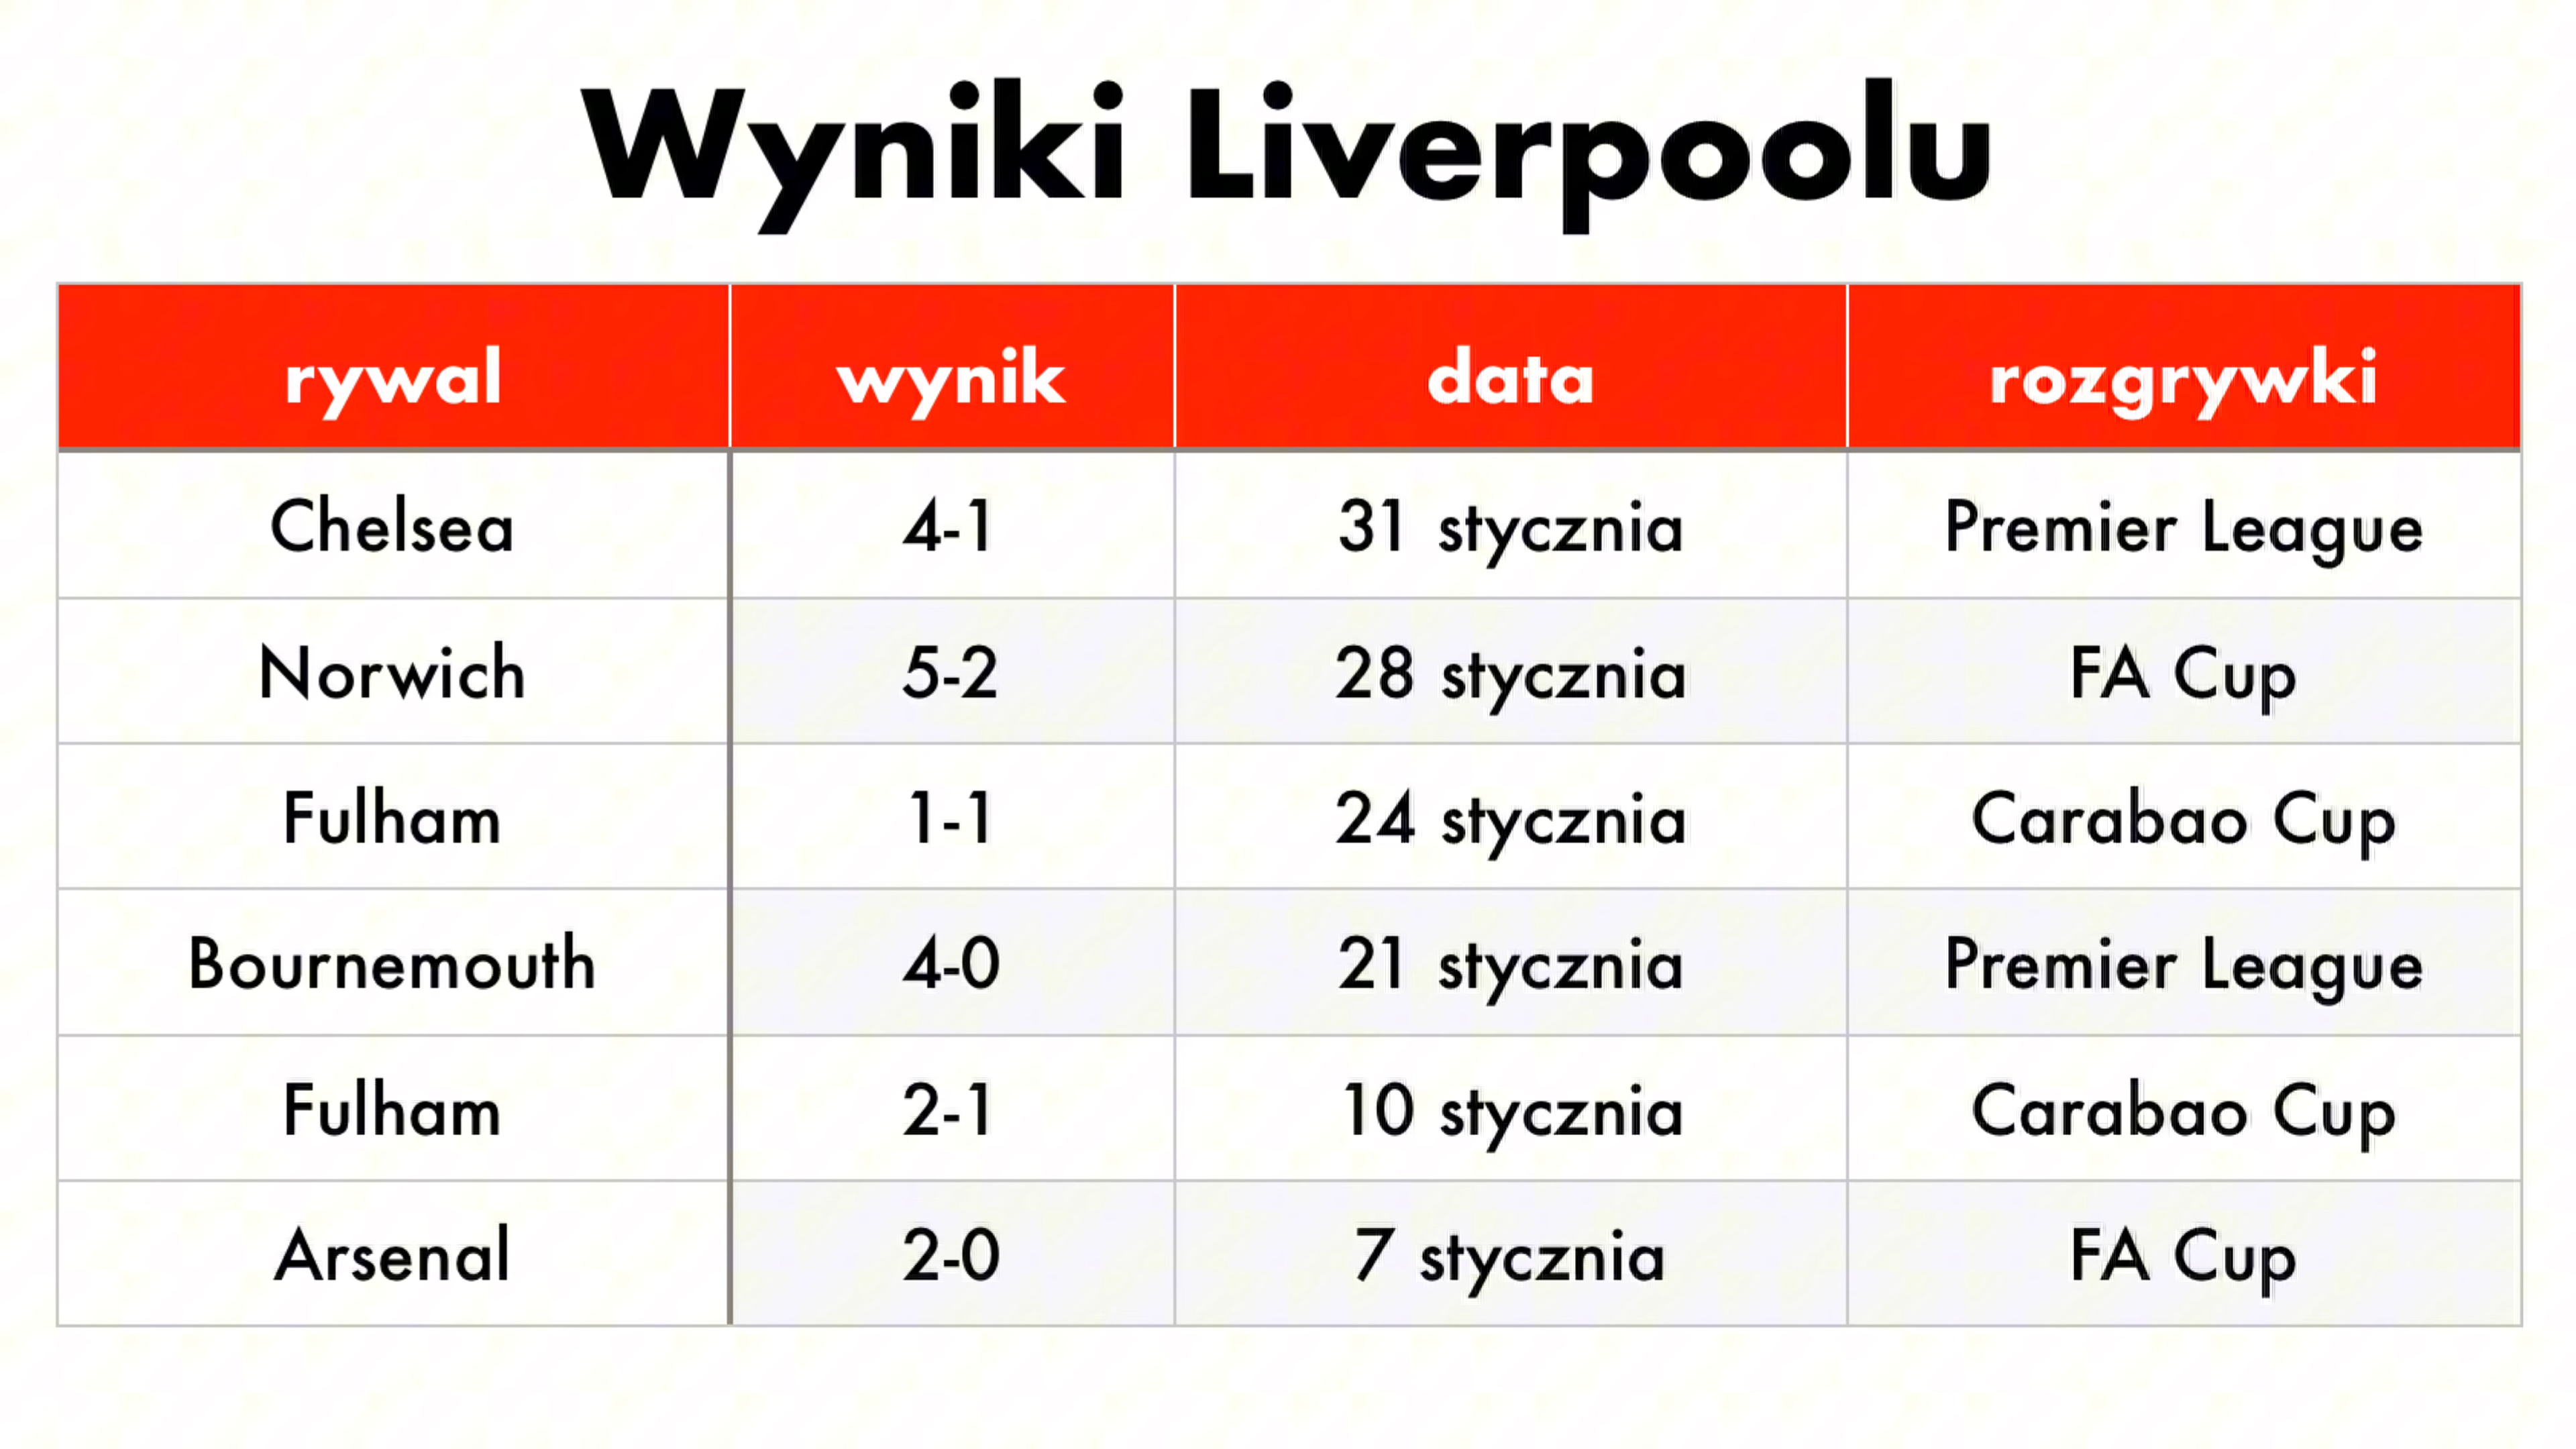 Wyniki Liverpoolu
rywal wynik data rozgrywki
Chelsea 4-1 31 stycznia Premier League
Norwich 5-2 28 stycznia FA Cup
Fulham 1-1 24 stycznia Carabao Cup
Bournemouth 4-0 21 stycznia Premier League
Fulham 2-1 10 stycznia Carabao Cup
Arsenal 2-0 7 stycznia FA Cup